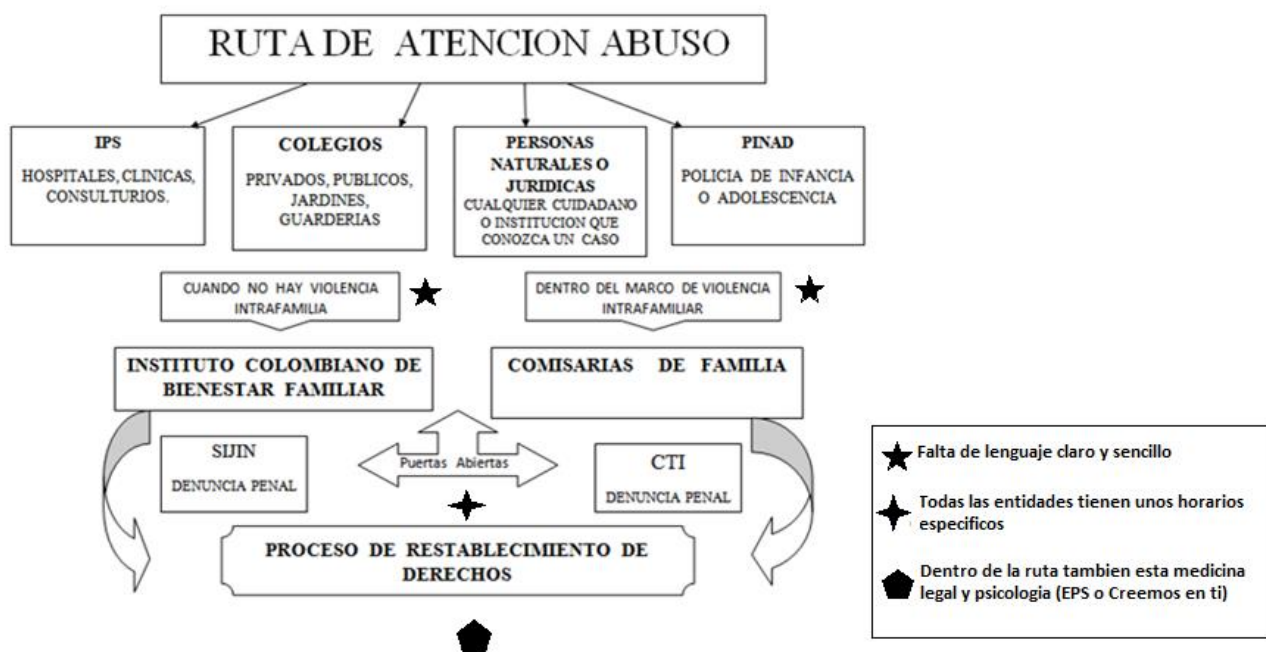 RUTA DE ATENCION ABUSO
IPS
HOSPITALES, CLINICAS,
CONSULTURIOS.
COLEGIOS
PRIVADOS, PUBLICOS,
JARDINES,
GUARDERIAS
PERSONAS
NATURALES O
JURIDICAS
CUALQUIER CUIDADANO
O INSTITUCION QUE
CONOZCA UN CASO
PINAD
POLICIA DE INFANCIA
O ADOLESCENCIA
CUANDO NO HAY VIOLENCIA
INTRAFAMILIA
DENTRO DEL MARCO DE VIOLENCIA
INTRAFAMILIAR
INSTITUTO COLOMBIANO DE
BIENESTAR FAMILIAR
COMISARIAS DE FAMILIA
SIJIN
DENUNCIA PENAL
Puertas Abiertas
CTI
DENUNCIA PENAL
PROCESO DE RESTABLECIMIENTO DE
DERECHOS
Falta de lenguaje claro y sencillo
Todas las entidades tienen unos horarios
especificos
Dentro de la ruta tambien esta medicina
legal y psicologia (EPS o Creemos en ti)